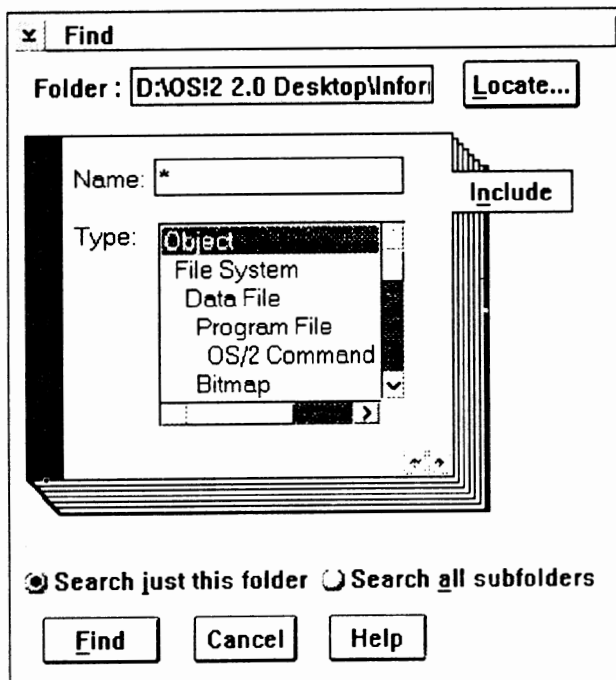 Find
Folder : D:\OS!2 2.0 Desktop\Infor Locate...
Name: *
Include
Type: Object
File System
Data File
Program File
OS/2 Command
Bitmap
Search just this folder Search all subfolders
Find Cancel Help